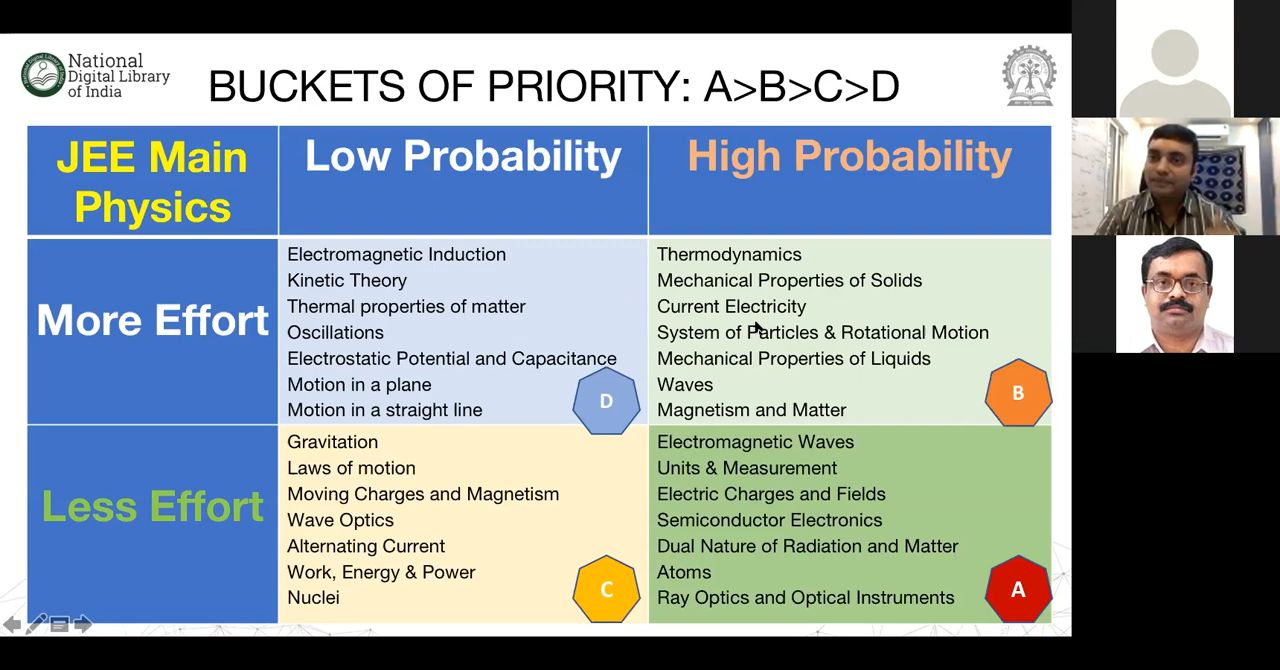 National
Digital Library
of India
BUCKETS OF PRIORITY: A>B>C>D
JEE Main
Physics
Low Probability
High Probability
More Effort
Electromagnetic Induction
Kinetic Theory
Thermal properties of matter
Oscillations
Electrostatic Potential and Capacitance
Motion in a plane
Motion in a straight line
D
Thermodynamics
Mechanical Properties of Solids
Current Electricity
System of Particles & Rotational Motion
Mechanical Properties of Liquids
Waves
Magnetism and Matter
B
Less Effort
Gravitation
Laws of motion
Moving Charges and Magnetism
Wave Optics
Alternating Current
Work, Energy & Power
Nuclei
C
Electromagnetic Waves
Units & Measurement
Electric Charges and Fields
Semiconductor Electronics
Dual Nature of Radiation and Matter
Atoms
Ray Optics and Optical Instruments
A